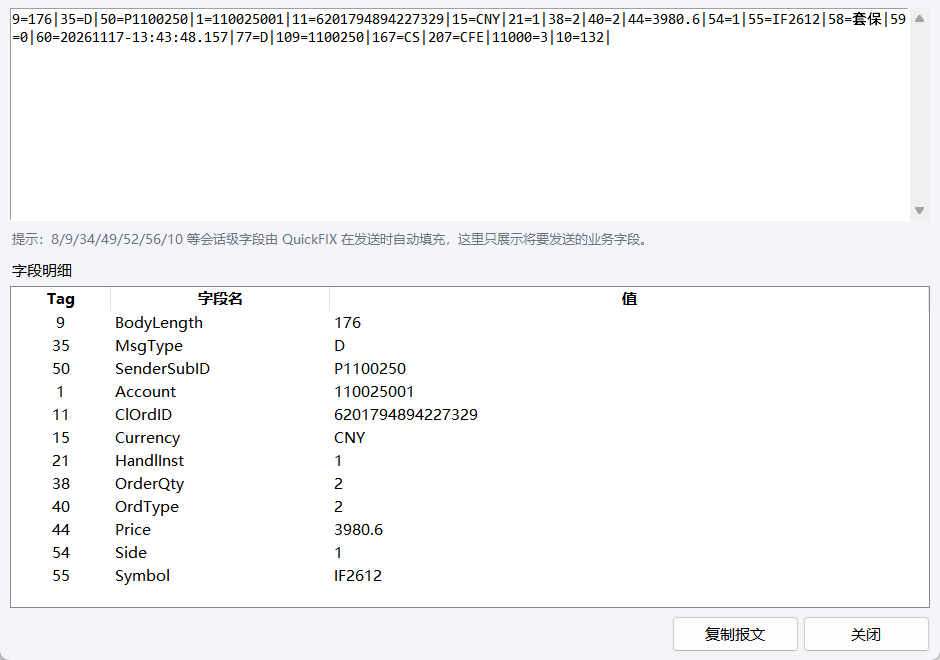 9=176|35=D|50=P1100250|1=110025001|11=6201794894227329|15=CNY|21=1|38=2|40=2|44=3980.6|54=1|55=IF2612|58=套保|59
=0|60=20261117-13:43:48.157|77=D|109=1100250|167=CS|207=CFE|11000=3|10=132|
提示：8/9/34/49/52/56/10 等会话级字段由 QuickFIX 在发送时自动填充，这里只展示将要发送的业务字段。
字段明细
Tag 字段名 值
9 BodyLength 176
35 MsgType D
50 SenderSubID P1100250
1 Account 110025001
11 ClOrdID 6201794894227329
15 Currency CNY
21 HandlInst 1
38 OrderQty 2
40 OrdType 2
44 Price 3980.6
54 Side 1
55 Symbol IF2612
复制报文 关闭